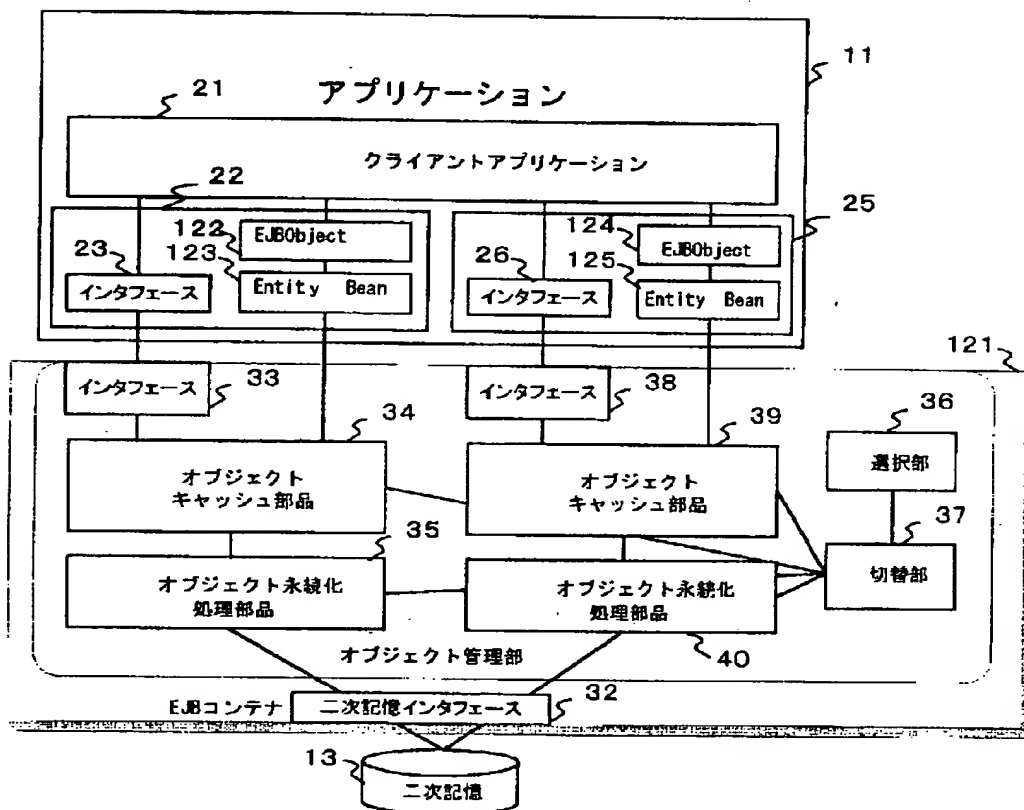 11
アプリケーション
21
クライアントアプリケーション
22
25
122
EJBObject
124
EJBObject
23
123
インタフェース
Entity Bean
26
125
インタフェース
Entity Bean
121
インタフェース
33
インタフェース
38
34
39
36
オブジェクト
キャッシュ部品
オブジェクト
キャッシュ部品
選択部
35
37
オブジェクト永続化
処理部品
オブジェクト永続化
処理部品
切替部
オブジェクト管理部
40
EJBコンテナ
二次記憶インタフェース
32
13
二次記憶